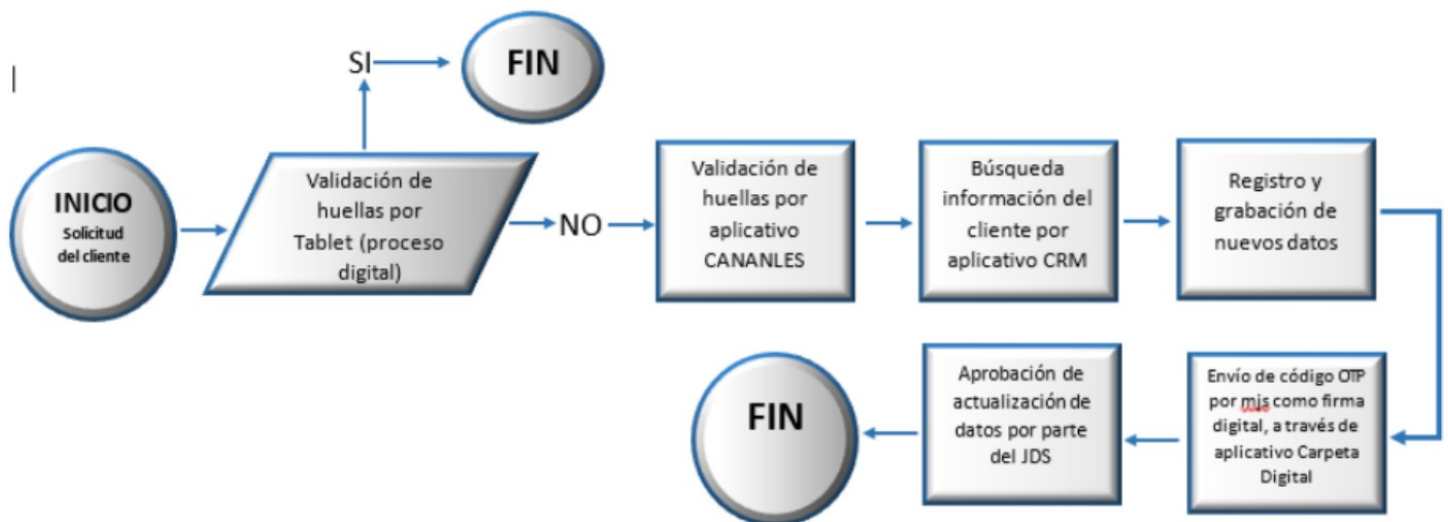 SI
FIN
INICIO
Solicitud
del cliente
Validación de
huellas por
Tablet (proceso
digital)
NO
Validación de
huellas por
aplicativo
CANANLES
Búsqueda
información del
cliente por
aplicativo CRM
Registro y
grabación de
nuevos datos
Envío de código OTP
por mjs como firma
digital, a través de
aplicativo Carpeta
Digital
Aprobación de
actualización de
datos por parte
del JDS
FIN